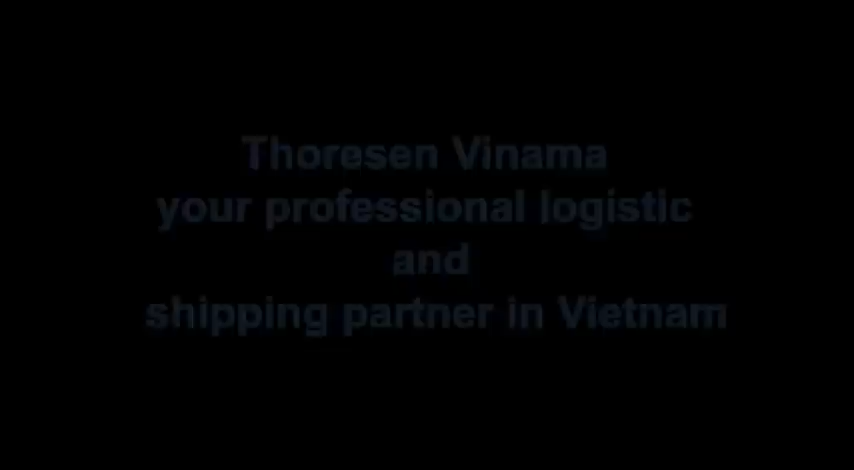 Thoresen Vinama
your professional logistic
and
shipping partner in Vietnam